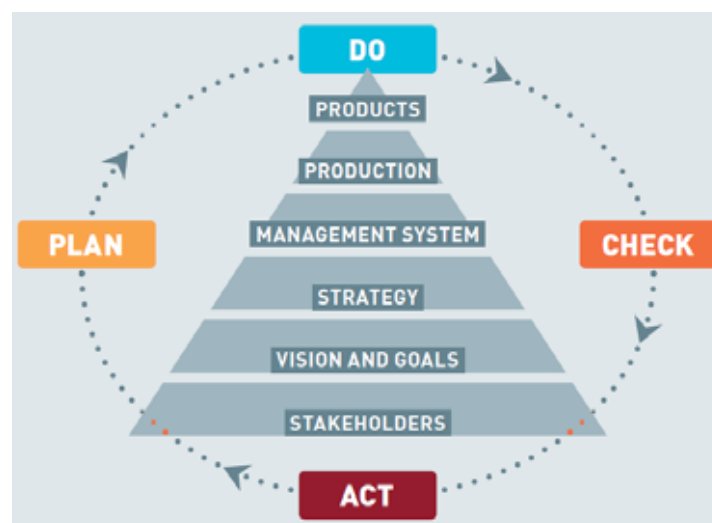 DO
PRODUCTS
PRODUCTION
PLAN
MANAGEMENT SYSTEM
CHECK
STRATEGY
VISION AND GOALS
STAKEHOLDERS
ACT